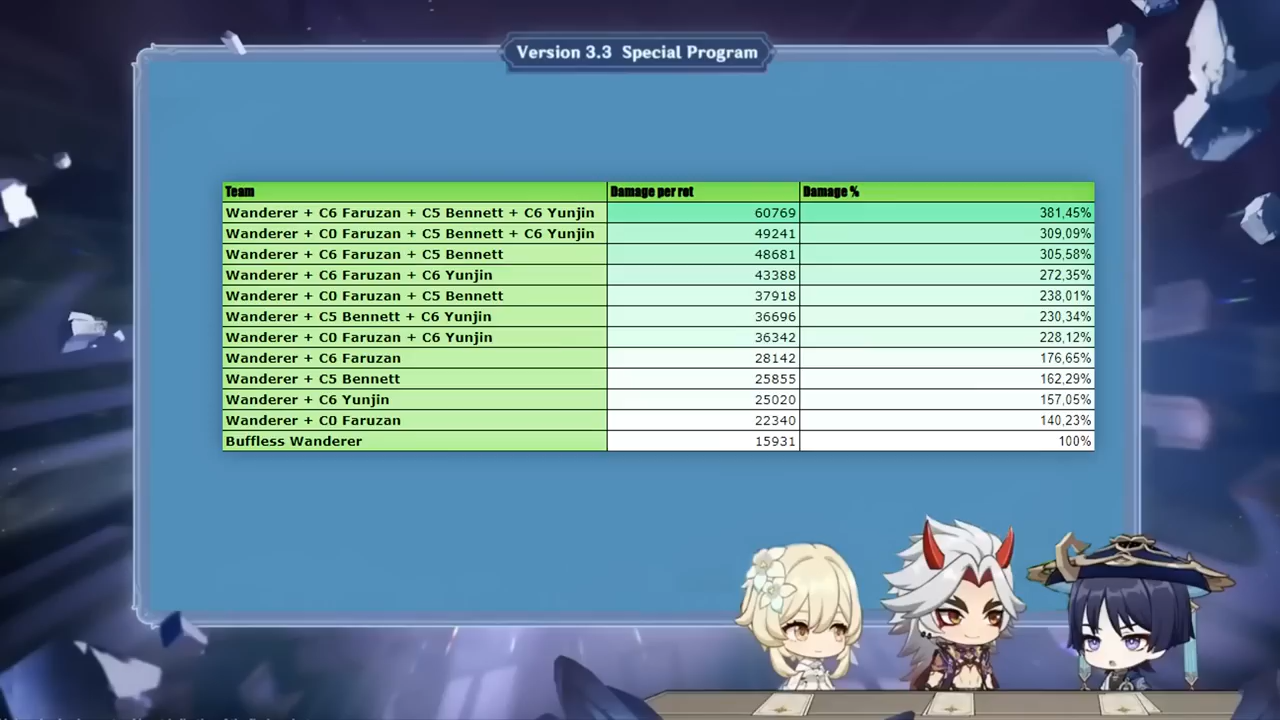 Version 3.3 Special Program
Team Damage per rot Damage %
Wanderer + C6 Faruzan + C5 Bennett + C6 Yunjin 60769 381,45%
Wanderer + C0 Faruzan + C5 Bennett + C6 Yunjin 49241 309,09%
Wanderer + C6 Faruzan + C5 Bennett 48681 305,58%
Wanderer + C6 Faruzan + C6 Yunjin 43388 272,35%
Wanderer + C0 Faruzan + C5 Bennett 37918 238,01%
Wanderer + C5 Bennett + C6 Yunjin 36696 230,34%
Wanderer + C0 Faruzan + C6 Yunjin 36342 228,12%
Wanderer + C6 Faruzan 28142 176,65%
Wanderer + C5 Bennett 25855 162,29%
Wanderer + C6 Yunjin 25020 157,05%
Wanderer + C0 Faruzan 22340 140,23%
Buffless Wanderer 15931 100%